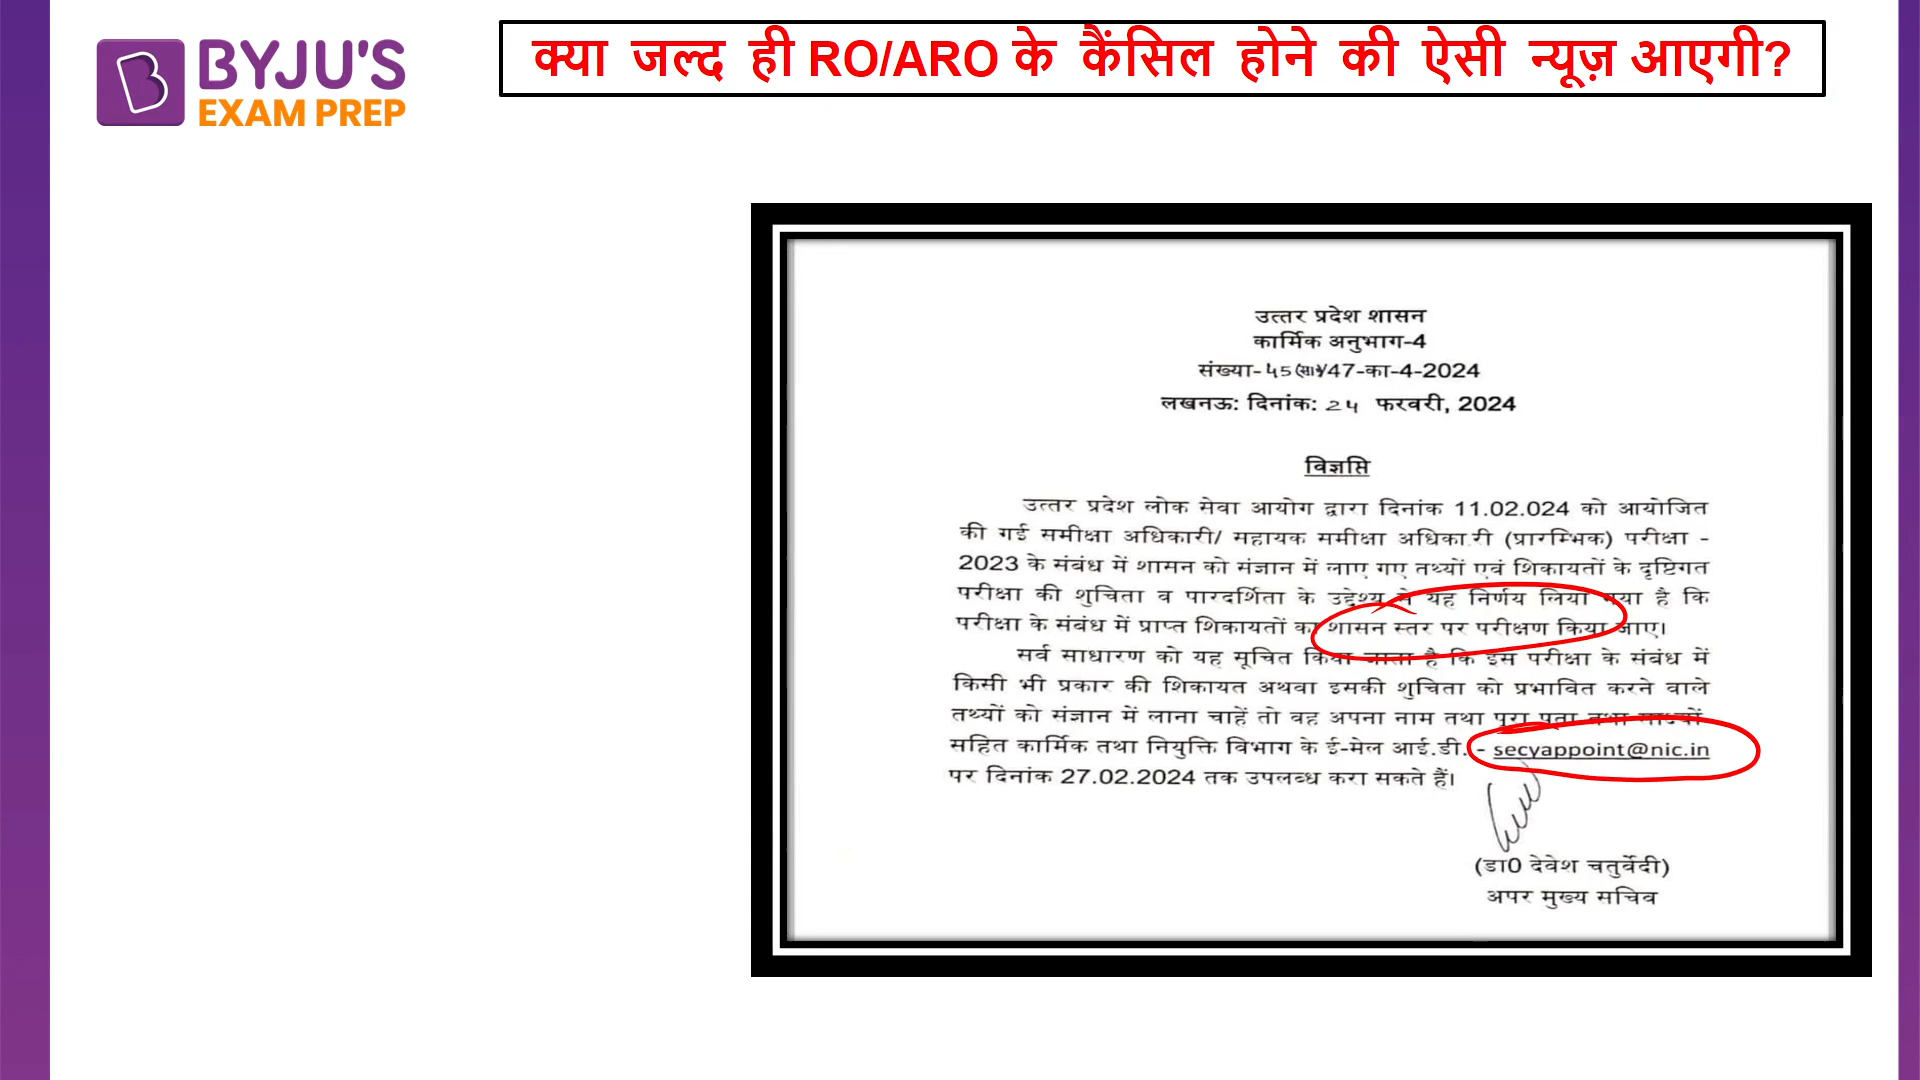 BYJU'S
EXAM PREP
क्या जल्द ही RO/ARO के कैंसिल होने की ऐसी न्यूज़ आएगी?
उत्तर प्रदेश शासन
कार्मिक अनुभाग-4
संख्या-45(सा)/47-का-4-2024
लखनऊ: दिनांक: 24 फरवरी, 2024
विज्ञप्ति
उत्तर प्रदेश लोक सेवा आयोग द्वारा दिनांक 11.02.024 को आयोजित
की गई समीक्षा अधिकारी/ सहायक समीक्षा अधिकारी (प्रारम्भिक) परीक्षा -
2023 के संबंध में शासन को संज्ञान में लाए गए तथ्यों एवं शिकायतों के दृष्टिगत
परीक्षा की शुचिता व पारदर्शिता के उद्देश्य से यह निर्णय लिया गया है कि
परीक्षा के संबंध में प्राप्त शिकायतों का शासन स्तर पर परीक्षण किया जाए।
सर्व साधारण को यह सूचित किया जाता है कि इस परीक्षा के संबंध में
किसी भी प्रकार की शिकायत अथवा इसकी शुचिता को प्रभावित करने वाले
तथ्यों को संज्ञान में लाना चाहें तो वह अपना नाम तथा पूरा पता तथा साक्ष्यों
सहित कार्मिक तथा नियुक्ति विभाग के ई-मेल आई.डी. - secyappoint@nic.in
पर दिनांक 27.02.2024 तक उपलब्ध करा सकते हैं।
(डा0 देवेश चतुर्वेदी)
अपर मुख्य सचिव